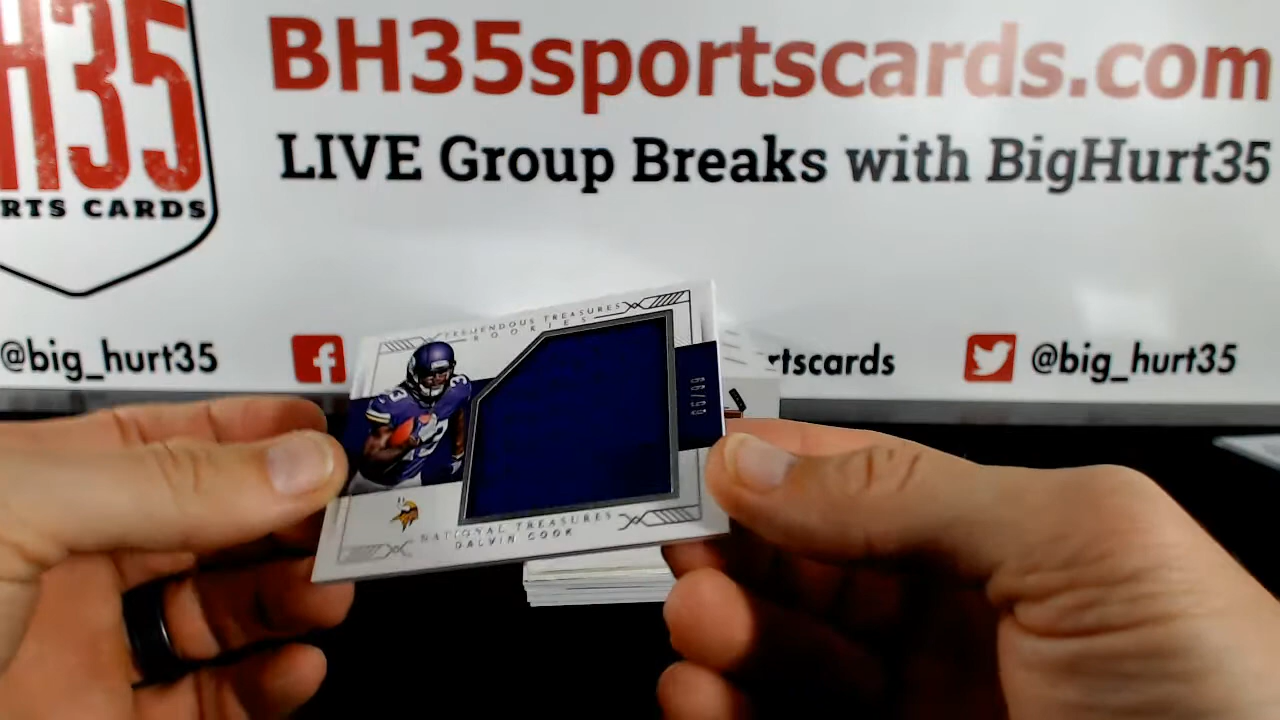 H35
RTS CARDS
BH35sportscards.com
LIVE Group Breaks with BigHurt35
@big_hurt35
f
rtscards
@big_hurt35
TREMENDOUS TREASURES
ROOKIES
33
NATIONAL TREASURES
DALVIN COOK